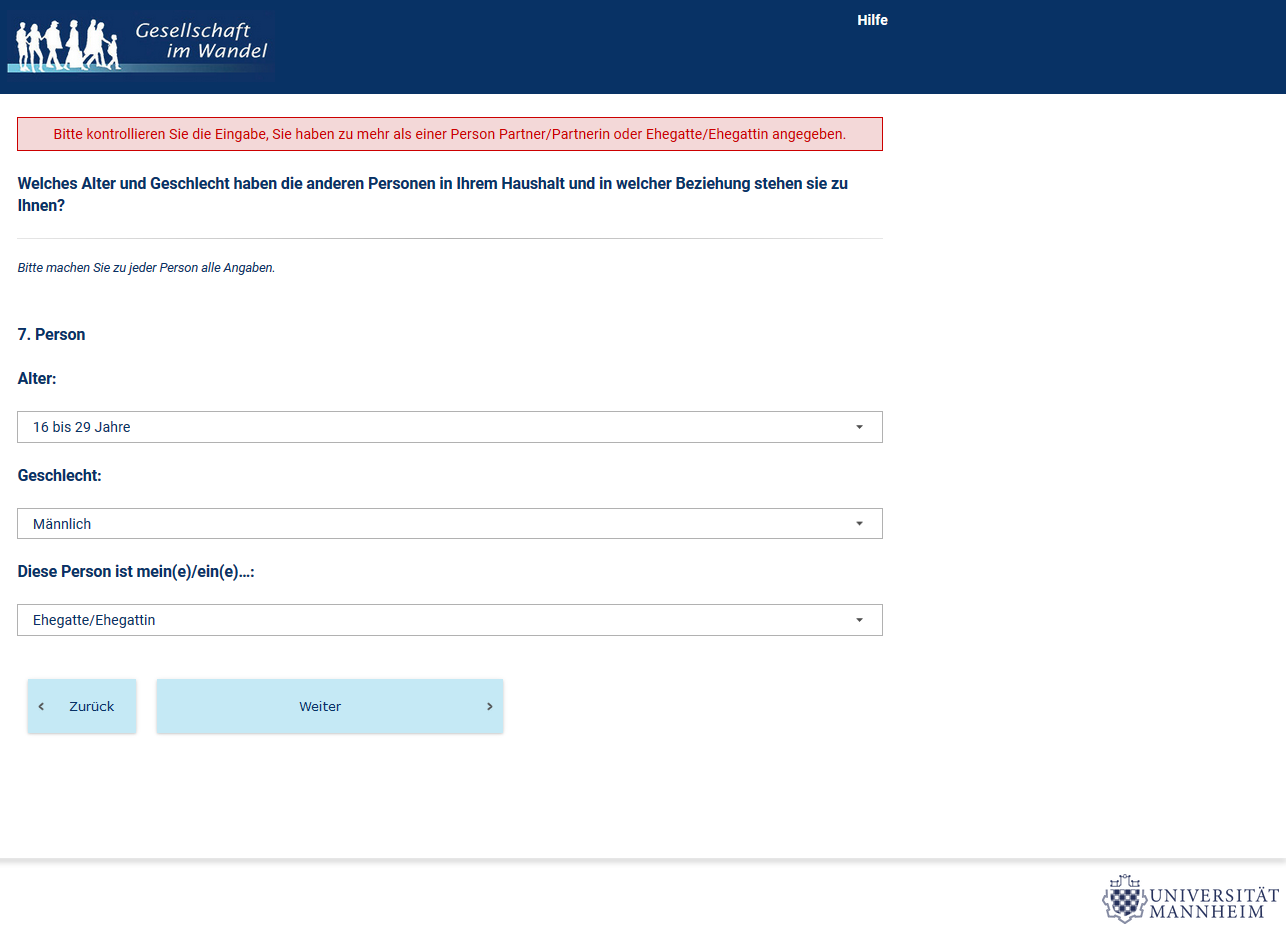 Gesellschaft
im Wandel
Hilfe
Bitte kontrollieren Sie die Eingabe, Sie haben zu mehr als einer Person Partner/Partnerin oder Ehegatte/Ehegattin angegeben.
Welches Alter und Geschlecht haben die anderen Personen in Ihrem Haushalt und in welcher Beziehung stehen sie zu
Ihnen?
Bitte machen Sie zu jeder Person alle Angaben.
7. Person
Alter:
16 bis 29 Jahre
Geschlecht:
Männlich
Diese Person ist mein(e)/ein(e)...:
Ehegatte/Ehegattin
Zurück
Weiter
UNIVERSITÄT
MANNHEIM